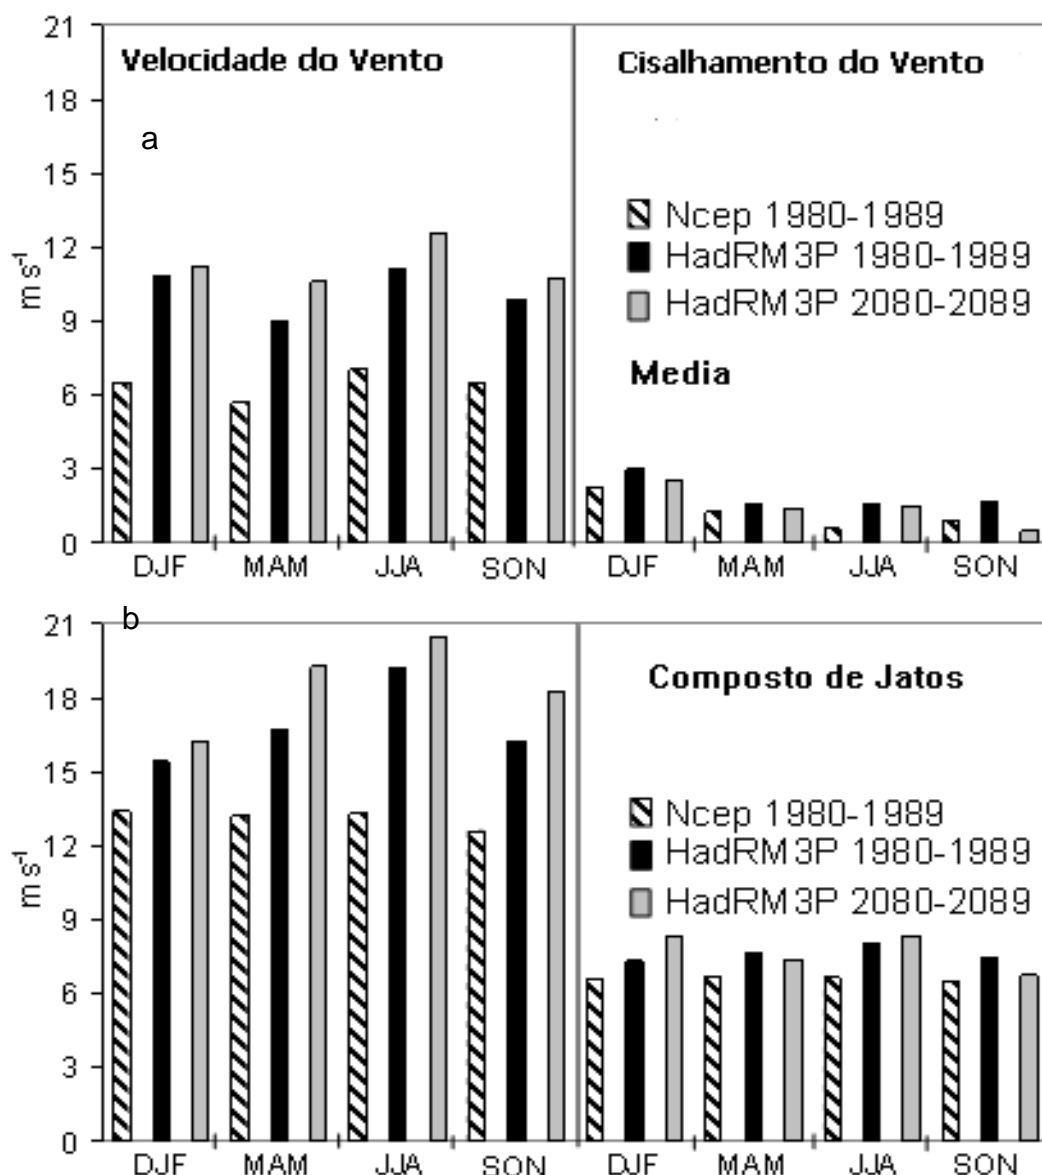 21
18
15
12
9
6
3
0
m s-1
Velocidade do Vento
a
Cisalhamento do Vento
Ncep 1980-1989
HadRM3P 1980-1989
HadRM3P 2080-2089
Media
DJF MAM JJA SON DJF MAM JJA SON
b
21
18
15
12
9
6
3
0
m s-1
Composto de Jatos
Ncep 1980-1989
HadRM3P 1980-1989
HadRM3P 2080-2089
DJF MAM JJA SON DJF MAM JJA SON